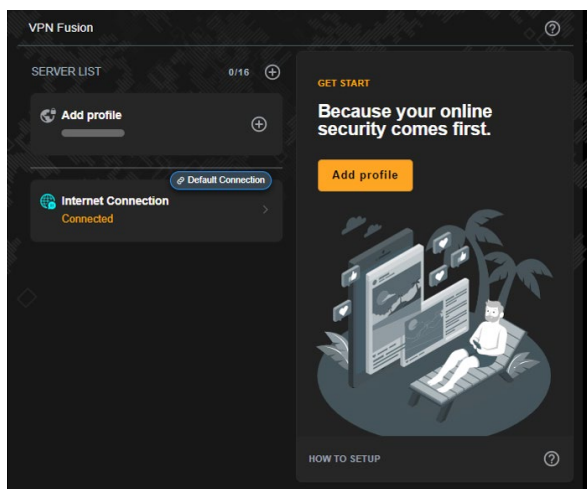 VPN Fusion
SERVER LIST 0/16
Add profile
Default Connection
Internet Connection
Connected
GET START
Because your online
security comes first.
Add profile
HOW TO SETUP